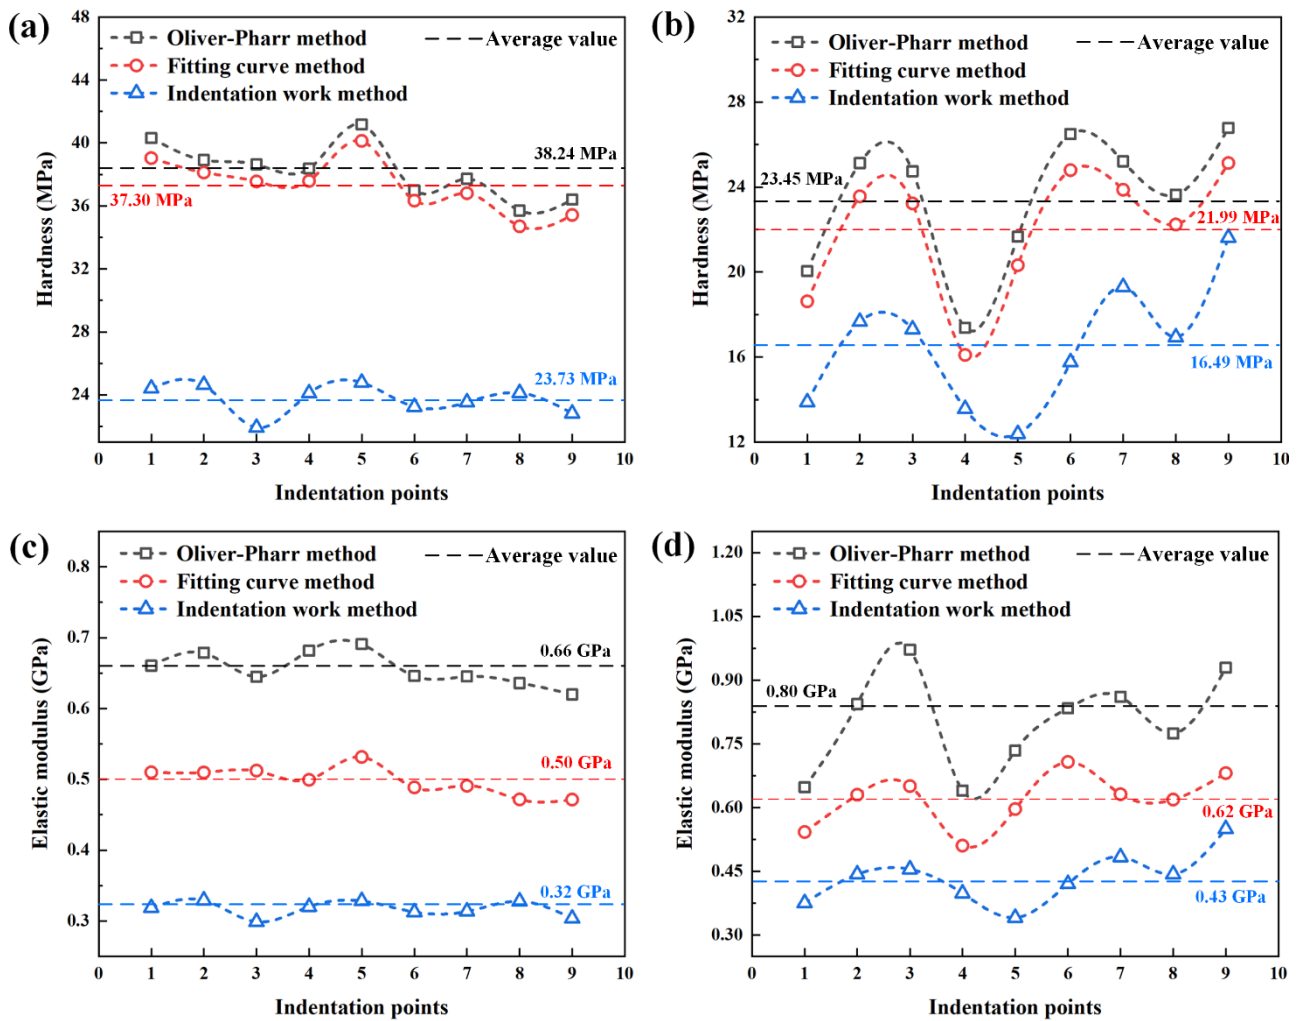 (a)
Oliver-Pharr method
Fitting curve method
Indentation work method
Average value
38.24 MPa
37.30 MPa
23.73 MPa
48
44
40
36
32
28
24
Hardness (MPa)
0 1 2 3 4 5 6 7 8 9 10
Indentation points
(b)
Oliver-Pharr method
Fitting curve method
Indentation work method
Average value
23.45 MPa
21.99 MPa
16.49 MPa
32
28
24
20
16
12
Hardness (MPa)
0 1 2 3 4 5 6 7 8 9 10
Indentation points
(c)
Oliver-Pharr method
Fitting curve method
Indentation work method
Average value
0.66 GPa
0.50 GPa
0.32 GPa
0.8
0.7
0.6
0.5
0.4
0.3
Elastic modulus (GPa)
0 1 2 3 4 5 6 7 8 9 10
Indentation points
(d)
Oliver-Pharr method
Fitting curve method
Indentation work method
Average value
0.80 GPa
0.62 GPa
0.43 GPa
1.20
1.05
0.90
0.75
0.60
0.45
0.30
Elastic modulus (GPa)
0 1 2 3 4 5 6 7 8 9 10
Indentation points